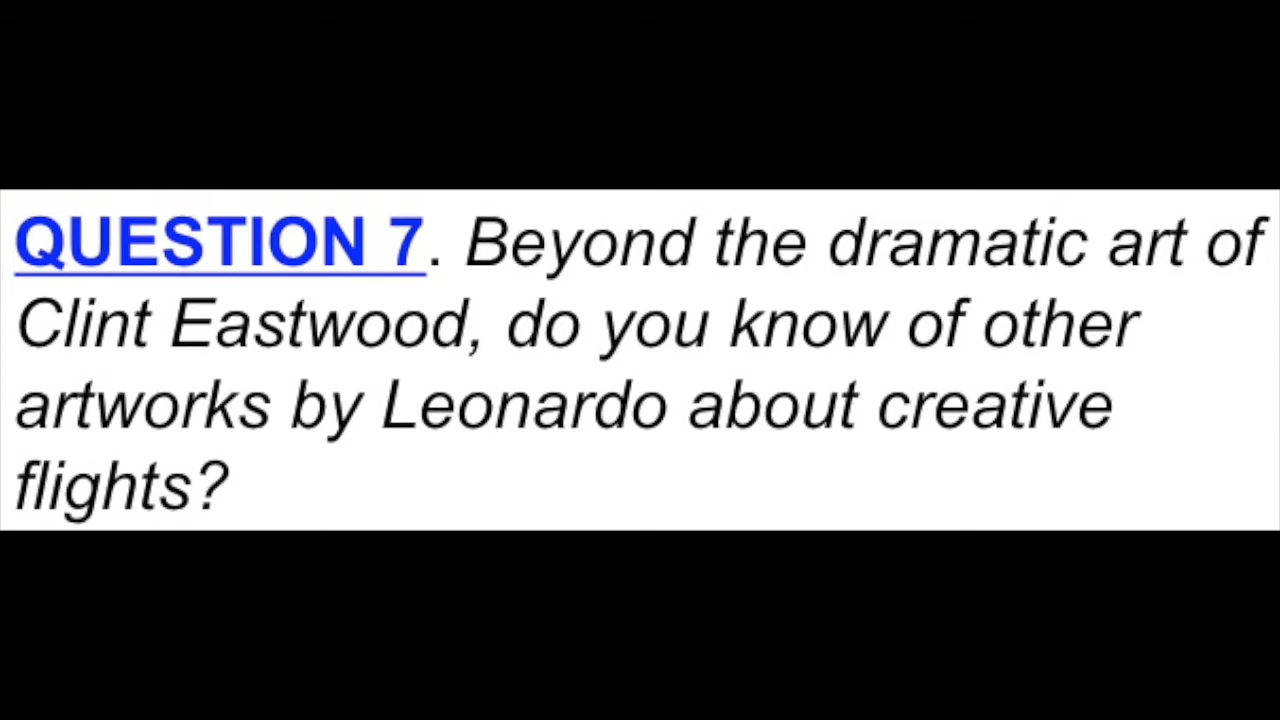 QUESTION 7. Beyond the dramatic art of
Clint Eastwood, do you know of other
artworks by Leonardo about creative
flights?